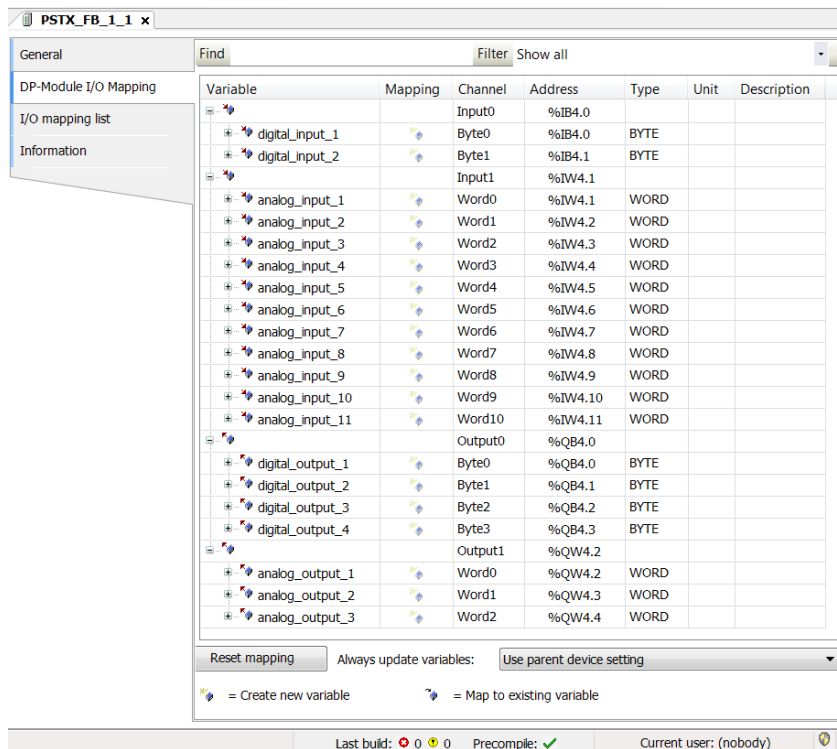 PSTX_FB_1_1 x
General
DP-Module I/O Mapping
I/O mapping list
Information
Find Filter Show all
Variable Mapping Channel Address Type Unit Description
Input0 %IB4.0
digital_input_1 Byte0 %IB4.0 BYTE
digital_input_2 Byte1 %IB4.1 BYTE
Input1 %IW4.1
analog_input_1 Word0 %IW4.1 WORD
analog_input_2 Word1 %IW4.2 WORD
analog_input_3 Word2 %IW4.3 WORD
analog_input_4 Word3 %IW4.4 WORD
analog_input_5 Word4 %IW4.5 WORD
analog_input_6 Word5 %IW4.6 WORD
analog_input_7 Word6 %IW4.7 WORD
analog_input_8 Word7 %IW4.8 WORD
analog_input_9 Word8 %IW4.9 WORD
analog_input_10 Word9 %IW4.10 WORD
analog_input_11 Word10 %IW4.11 WORD
Output0 %QB4.0
digital_output_1 Byte0 %QB4.0 BYTE
digital_output_2 Byte1 %QB4.1 BYTE
digital_output_3 Byte2 %QB4.2 BYTE
digital_output_4 Byte3 %QB4.3 BYTE
Output1 %QW4.2
analog_output_1 Word0 %QW4.2 WORD
analog_output_2 Word1 %QW4.3 WORD
analog_output_3 Word2 %QW4.4 WORD
Reset mapping Always update variables: Use parent device setting
= Create new variable = Map to existing variable
Last build: 0 0 Precompile: Current user: (nobody)